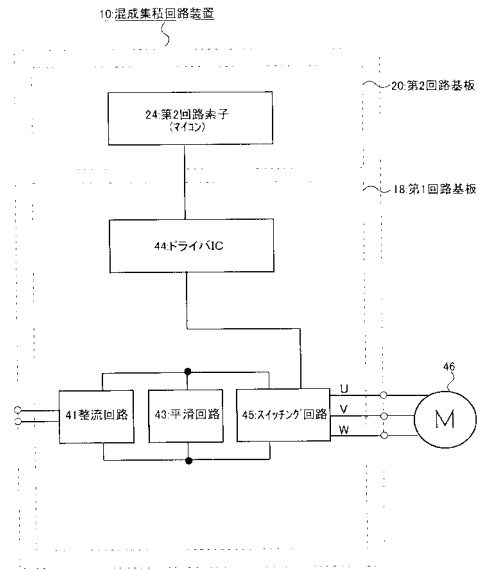 10:混成集積回路装置
20:第2回路基板
24:第2回路素子
(マイコン)
18:第1回路基板
44:ドライバIC
46
41整流回路
43:平滑回路
45:スイッチング回路
U
V
W
M